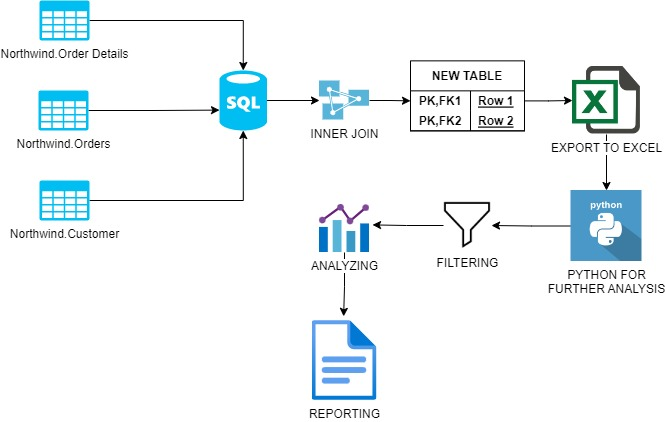 Northwind.Order Details
Northwind.Orders
Northwind.Customer
SQL
INNER JOIN
NEW TABLE
PK,FK1 Row 1
PK,FK2 Row 2
X
EXPORT TO EXCEL
python
PYTHON FOR
FURTHER ANALYSIS
FILTERING
ANALYZING
REPORTING